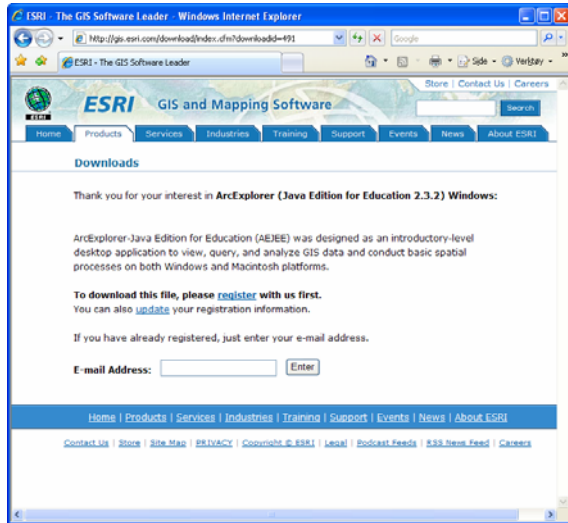 ESRI - The GIS Software Leader - Windows Internet Explorer
http://gis.esri.com/download/index.cfm?downloadid=491
Google
ESRI - The GIS Software Leader
Side
Verktøy
Store | Contact Us | Careers
ESRI GIS and Mapping Software
Search
Home Products Services Industries Training Support Events News About ESRI
Downloads
Thank you for your interest in ArcExplorer (Java Edition for Education 2.3.2) Windows:
ArcExplorer-Java Edition for Education (AEJEE) was designed as an introductory-level
desktop application to view, query, and analyze GIS data and conduct basic spatial
processes on both Windows and Macintosh platforms.
To download this file, please register with us first.
You can also update your registration information.
If you have already registered, just enter your e-mail address.
E-mail Address: Enter
Home | Products | Services | Industries | Training | Support | Events | News | About ESRI
Contact Us | Store | Site Map | PRIVACY | Copyright © ESRI | Legal | Podcast Feeds | RSS News Feed | Careers